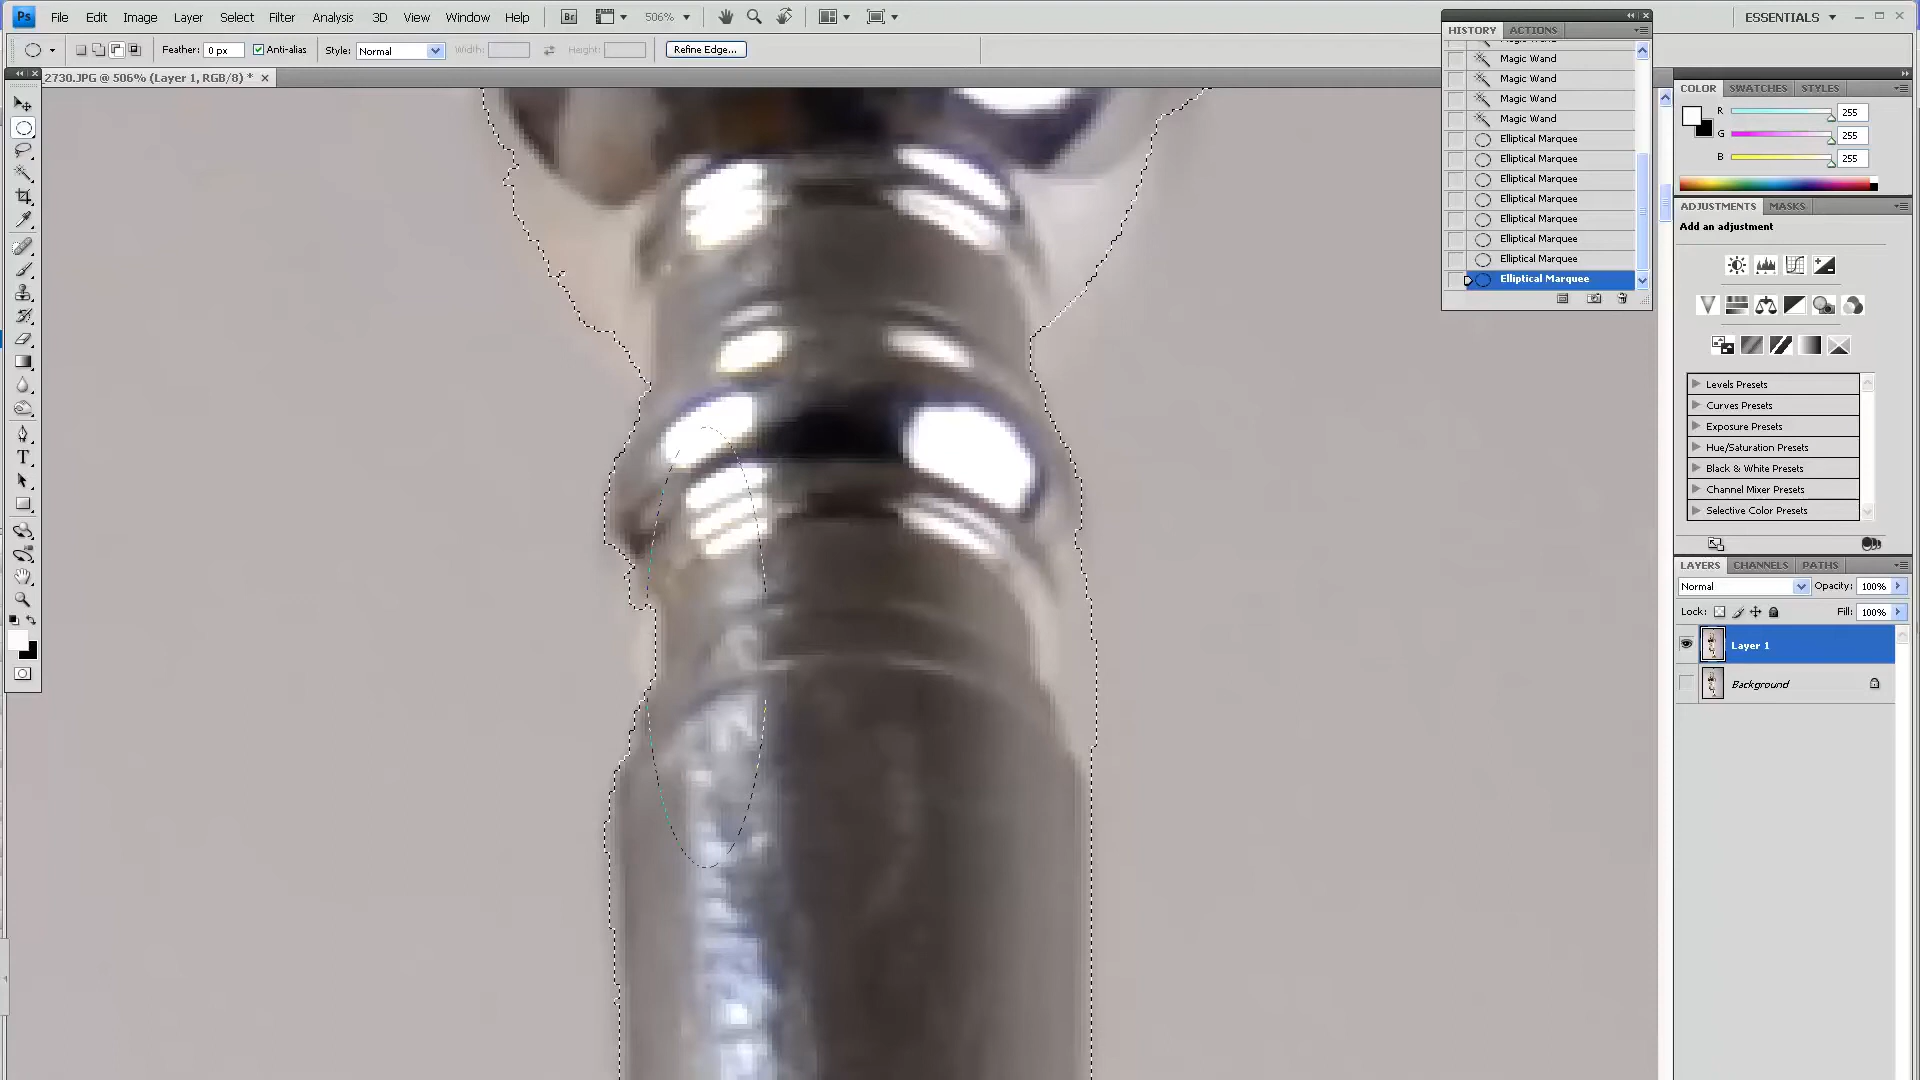 Ps File Edit Image Layer Select Filter Analysis 3D View Window Help Br 506% ESSENTIALS
Feather: 0 px Anti-alias Style: Normal Width: Height: Refine Edge...
2730.JPG @ 506% (Layer 1, RGB/8) *
HISTORY ACTIONS
Magic Wand
Magic Wand
Magic Wand
Magic Wand
Elliptical Marquee
Elliptical Marquee
Elliptical Marquee
Elliptical Marquee
Elliptical Marquee
Elliptical Marquee
Elliptical Marquee
Elliptical Marquee
COLOR SWATCHES STYLES
R 255
G 255
B 255
ADJUSTMENTS MASKS
Add an adjustment
Levels Presets
Curves Presets
Exposure Presets
Hue/Saturation Presets
Black & White Presets
Channel Mixer Presets
Selective Color Presets
LAYERS CHANNELS PATHS
Normal Opacity: 100%
Lock: Fill: 100%
Layer 1
Background